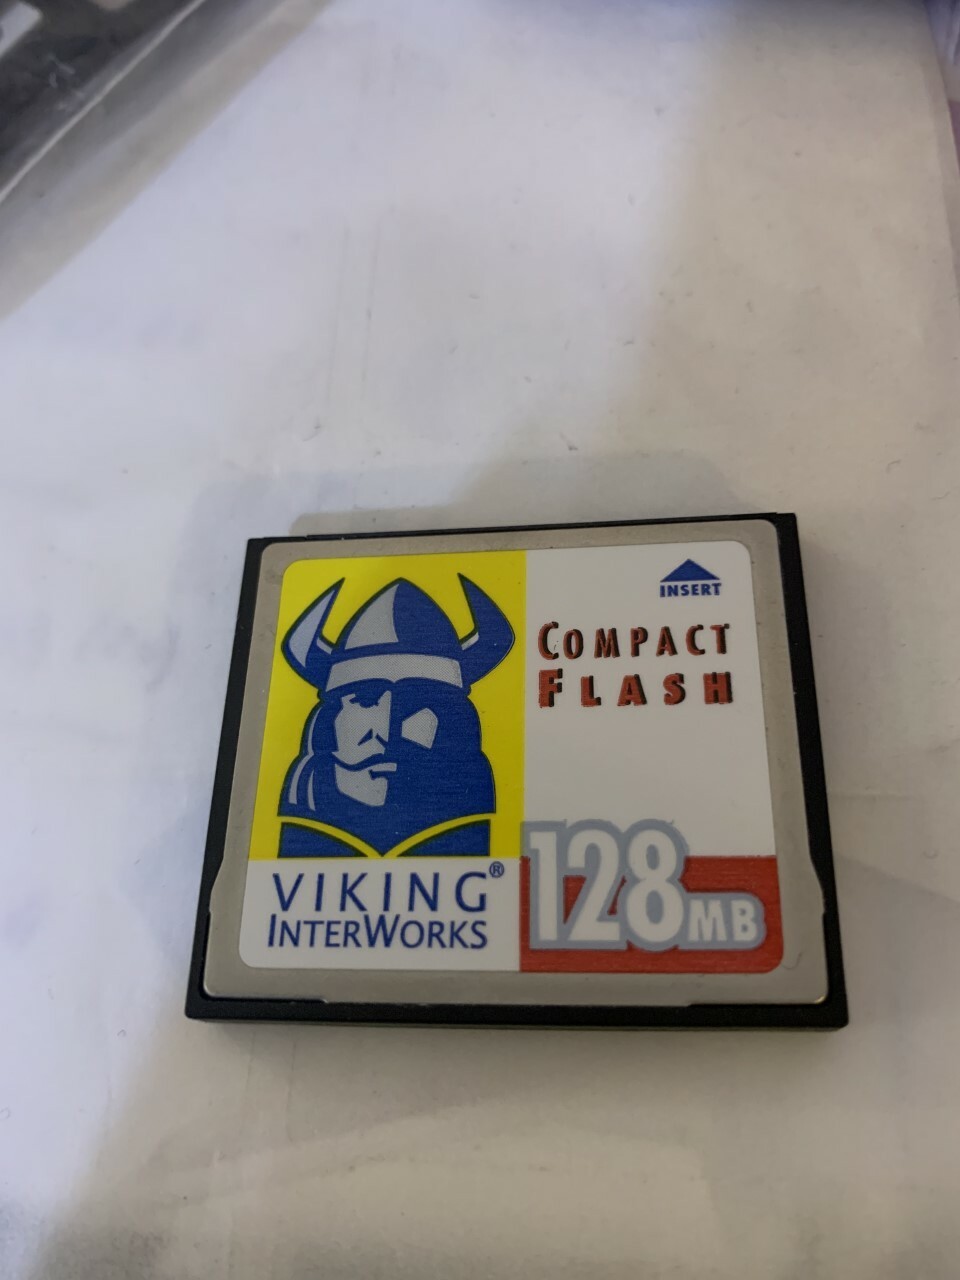 INSERT
COMPACT
FLASH
128MB
VIKING®
INTERWORKS